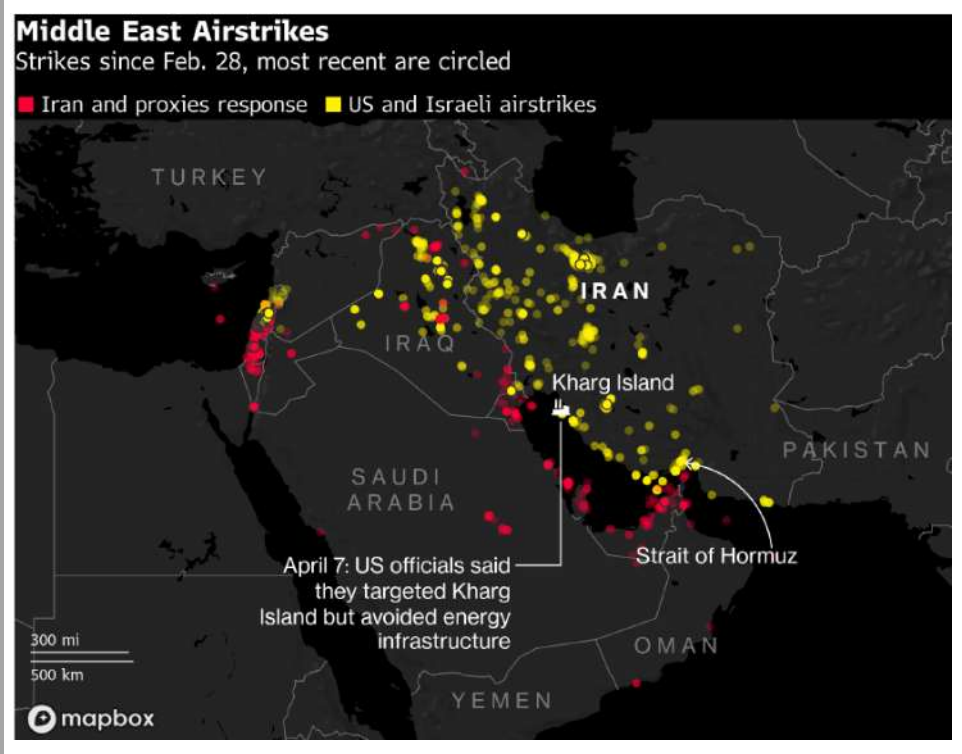 Middle East Airstrikes
Strikes since Feb. 28, most recent are circled
Iran and proxies response
US and Israeli airstrikes
TURKEY
IRAN
IRAQ
Kharg Island
PAKISTAN
SAUDI
ARABIA
Strait of Hormuz
April 7: US officials said
they targeted Kharg
Island but avoided energy
infrastructure
300 mi
500 km
OMAN
YEMEN
mapbox